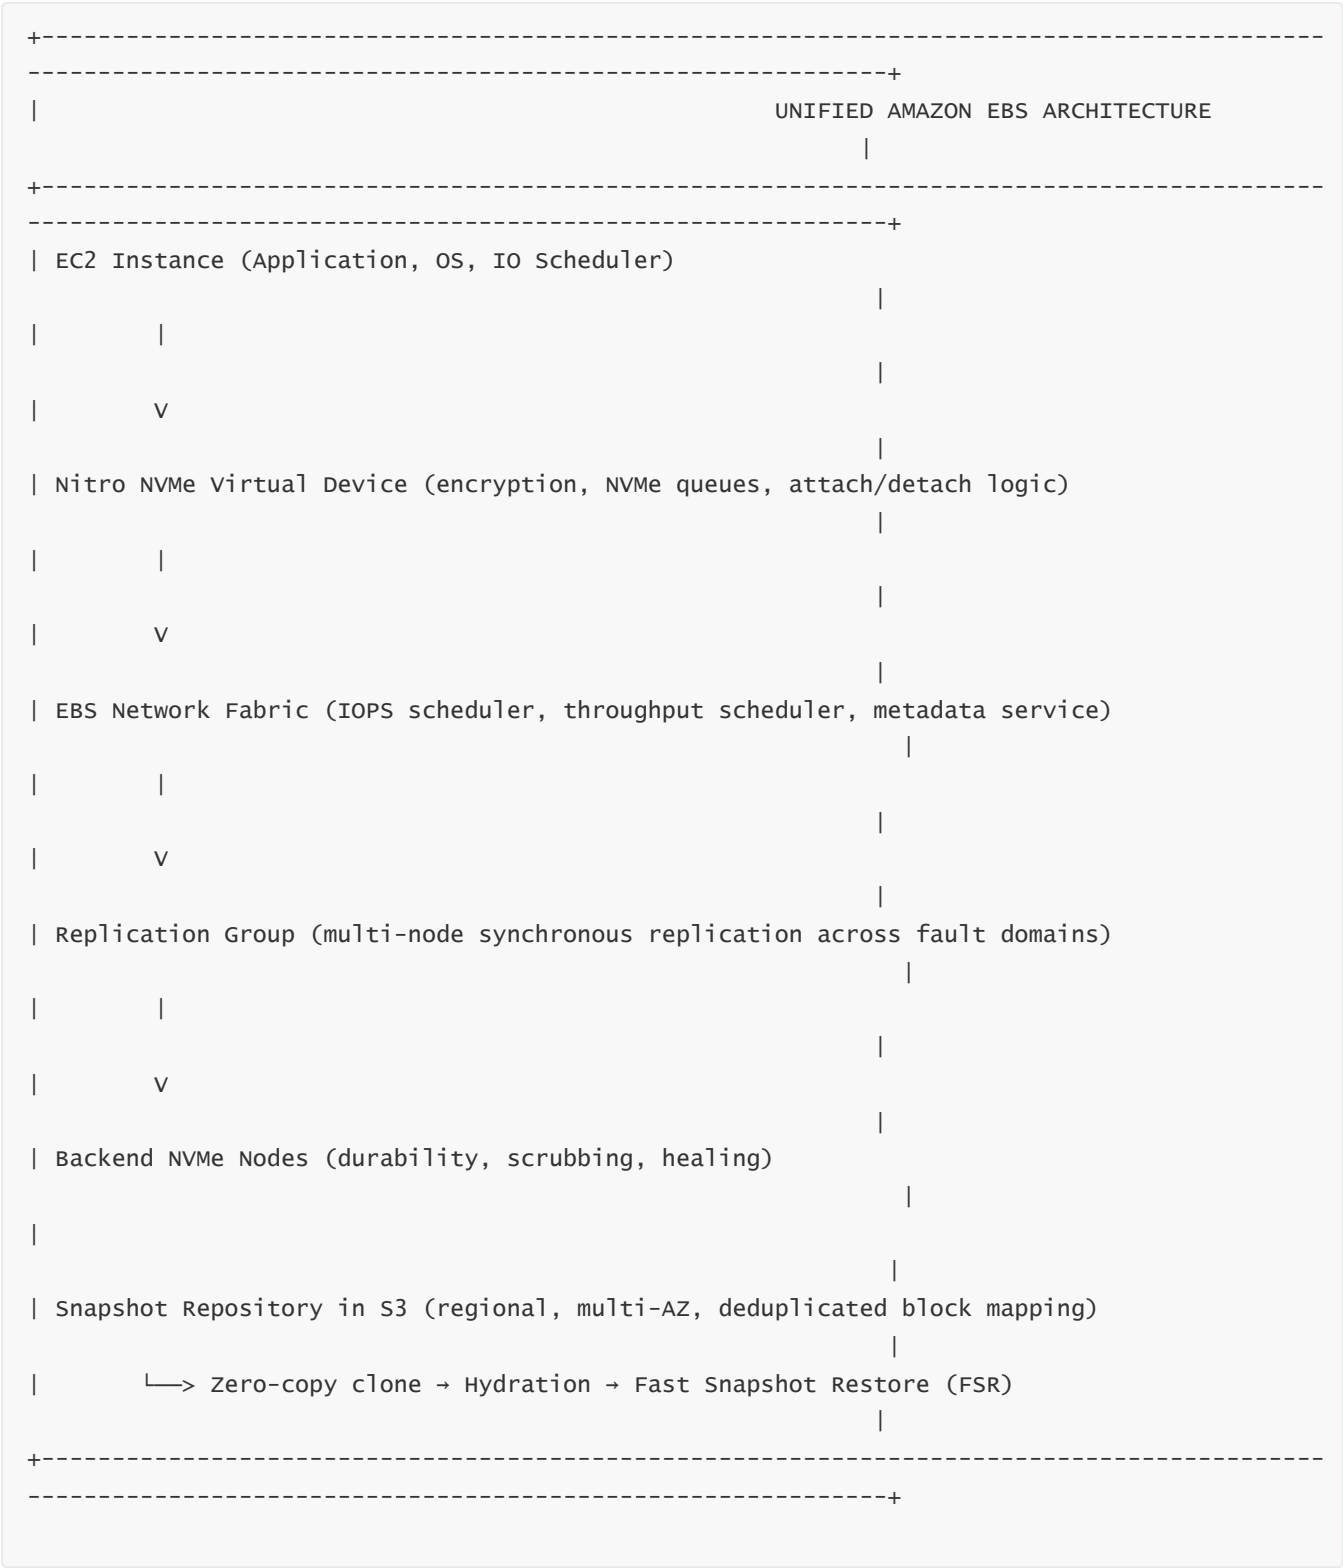 +-------------------------------------------------------------------------------------------
-------------------------------------------------------------+
|                                                    UNIFIED AMAZON EBS ARCHITECTURE
                                                           |
+-------------------------------------------------------------------------------------------
-------------------------------------------------------------+
| EC2 Instance (Application, OS, IO Scheduler)
                                                            |
|        |
                                                            |
|        v
                                                            |
| Nitro NVMe Virtual Device (encryption, NVMe queues, attach/detach logic)
                                                            |
|        |
                                                            |
|        v
                                                            |
| EBS Network Fabric (IOPS scheduler, throughput scheduler, metadata service)
                                                              |
|        |
                                                            |
|        v
                                                            |
| Replication Group (multi-node synchronous replication across fault domains)
                                                              |
|        |
                                                            |
|        v
                                                            |
| Backend NVMe Nodes (durability, scrubbing, healing)
                                                              |
|
                                                             |
| Snapshot Repository in S3 (regional, multi-AZ, deduplicated block mapping)
                                                             |
|       └──> Zero-copy clone → Hydration → Fast Snapshot Restore (FSR)
                                                            |
+-------------------------------------------------------------------------------------------
-------------------------------------------------------------+